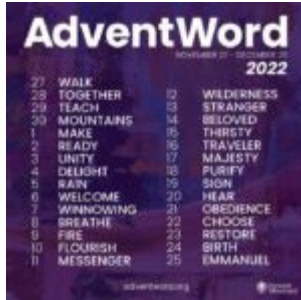 AdventWord
NOVEMBER 27 - DECEMBER 25
2022
27 WALK
28 TOGETHER
29 TEACH
30 MOUNTAINS
1 MAKE
2 READY
3 UNITY
4 DELIGHT
5 RAIN
6 WELCOME
7 WINNOWING
8 BREATHE
9 FIRE
10 FLOURISH
11 MESSENGER
12 WILDERNESS
13 STRANGER
14 BELOVED
15 THIRSTY
16 TRAVELER
17 MAJESTY
18 PURIFY
19 SIGN
20 HEAR
21 OBEDIENCE
22 CHOOSE
23 RESTORE
24 BIRTH
25 EMMANUEL
adventword.org